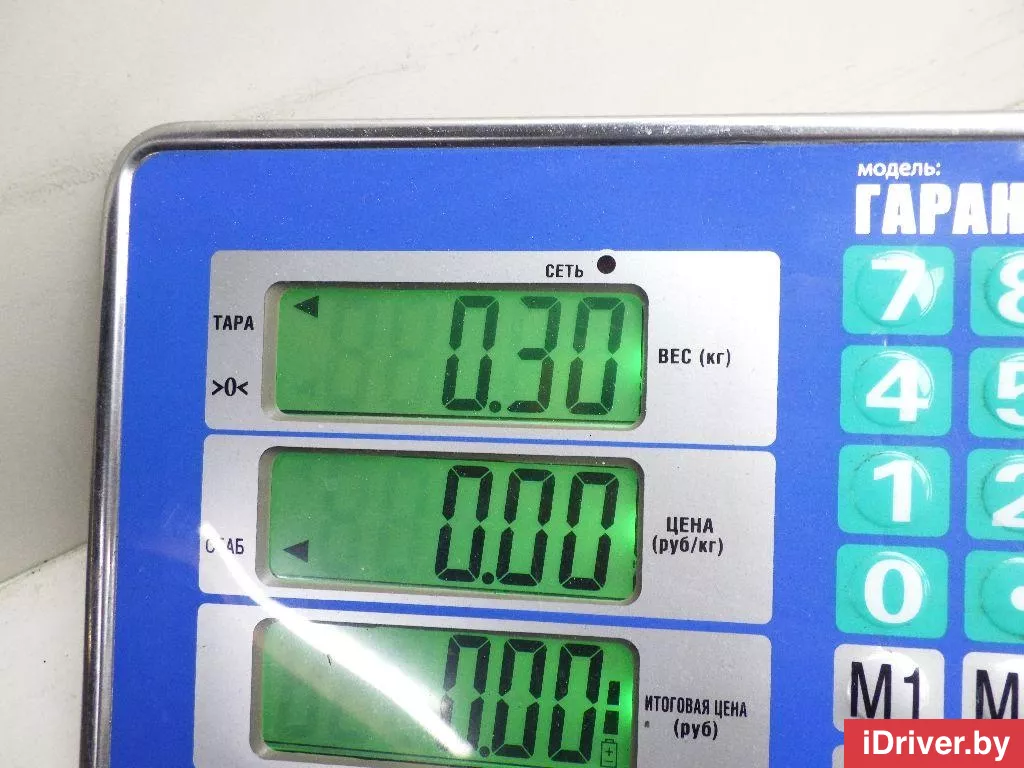 модель:
ГАРАН
СЕТЬ
ТАРА
>0<
0.30
ВЕС (кг)
СТАБ
0.00
ЦЕНА
(руб/кг)
0.00
ИТОГОВАЯ ЦЕНА
(руб)
7 8
4 5
1 2
0 .
M1 M
iDriver.by